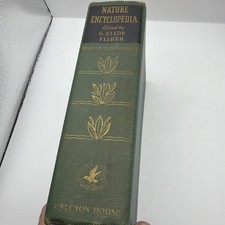 NATURE
ENCYCLOPEDIA
Edited by
G. CLYDE
FISHER
HALCYON HOUSE